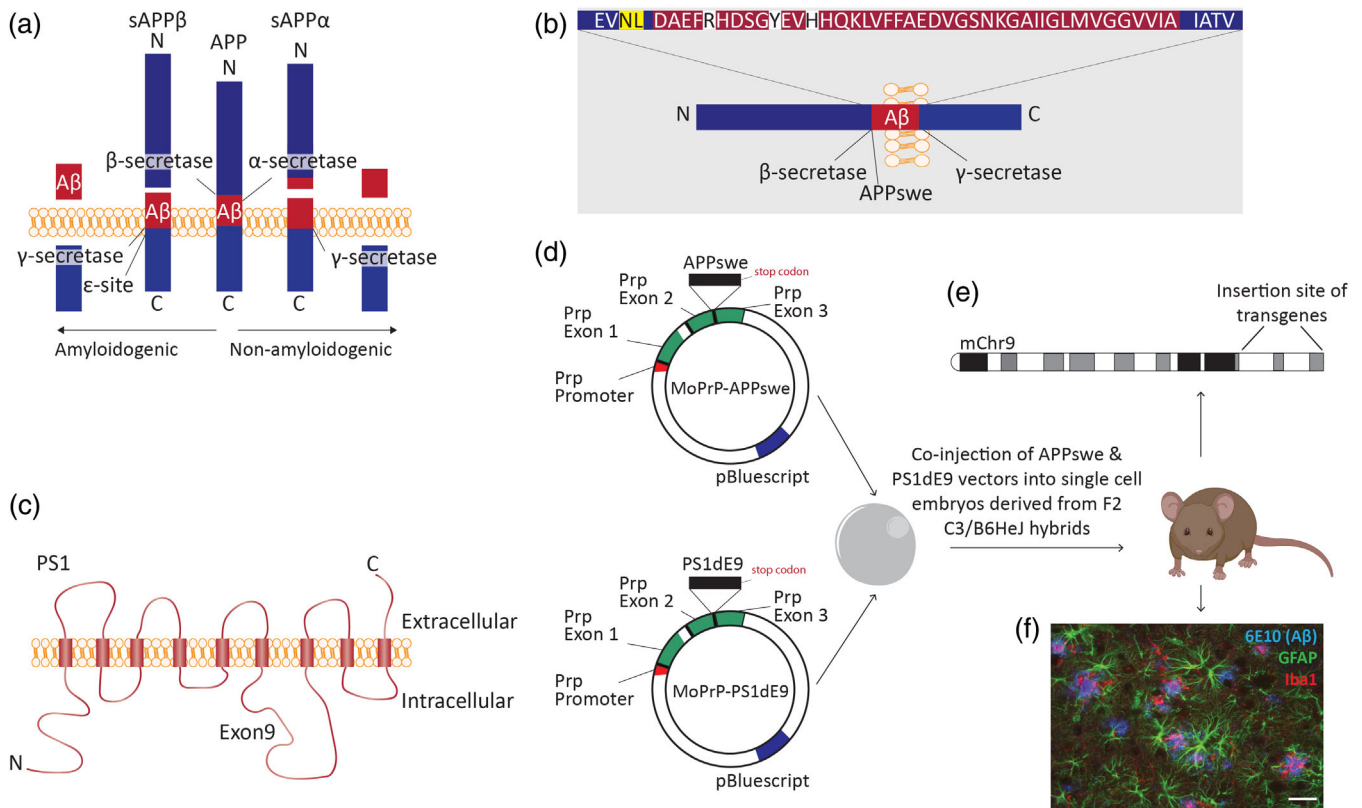 (a)
sAPPβ
N
APP
N
sAPPα
N
β-secretase
α-secretase
Aβ
Aβ
Aβ
γ-secretase
ε-site
γ-secretase
C
C
C
Amyloidogenic
Non-amyloidogenic
(b)
EVNLDAEFRHDSGYEVHHQKLVFFAEDVGSNKGAIIGLMVGGVVIAIATV
N
Aβ
C
β-secretase
γ-secretase
APPswe
(c)
PS1
C
Extracellular
Intracellular
Exon9
N
(d)
APPswe
stop codon
Prp
Exon 2
Prp
Exon 3
Prp
Exon 1
Prp
Promoter
MoPrP-APPswe
pBluescript
PS1dE9
stop codon
Prp
Exon 2
Prp
Exon 3
Prp
Exon 1
Prp
Promoter
MoPrP-PS1dE9
pBluescript
Co-injection of APPswe &
PS1dE9 vectors into single cell
embryos derived from F2
C3/B6HeJ hybrids
(e)
Insertion site of
transgenes
mChr9
(f)
6E10 (Aβ)
GFAP
Iba1